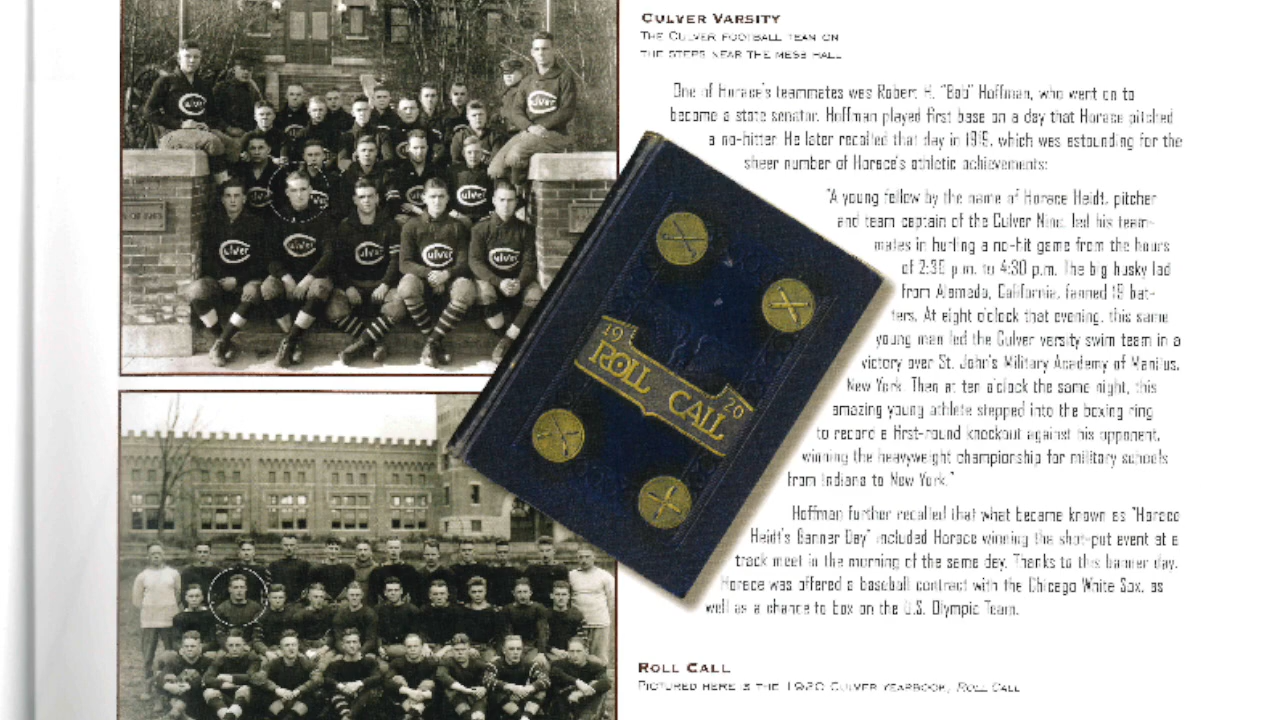 CULVER VARSITY
THE CULVER FOOTBALL TEAM ON
THE STEPS NEAR THE MESS HALL
One of Horace's teammates was Robert H. "Bob" Hoffman, who went on to
become a state senator. Hoffman played first base on a day that Horace pitched
a no-hitter. He later recalled that day in 1919, which was astounding for the
sheer number of Horace's athletic achievements:
"A young fellow by the name of Horace Heidt, pitcher
and team captain of the Culver Nine, led his team-
mates in hurling a no-hit game from the hours
of 2:30 p.m. to 4:30 p.m. The big husky lad
from Alameda, California, fanned 19 bat-
ters. At eight o'clock that evening, this same
young man led the Culver varsity swim team in a
victory over St. John's Military Academy of Manlius,
New York. Then at ten o'clock the same night, this
amazing young athlete stepped into the boxing ring
to record a first-round knockout against his opponent,
winning the heavyweight championship for military schools
from Indiana to New York."
Hoffman further recalled that what became known as "Horace
Heidt's Banner Day" included Horace winning the shot-put event at a
track meet in the morning of the same day. Thanks to this banner day,
Horace was offered a baseball contract with the Chicago White Sox, as
well as a chance to box on the U.S. Olympic Team.
19 20
ROLL CALL
ROLL CALL
PICTURED HERE IS THE 1920 CULVER YEARBOOK, ROLL CALL
Culver
Culver
Culver
Culver
Culver
Culver
Culver
Culver